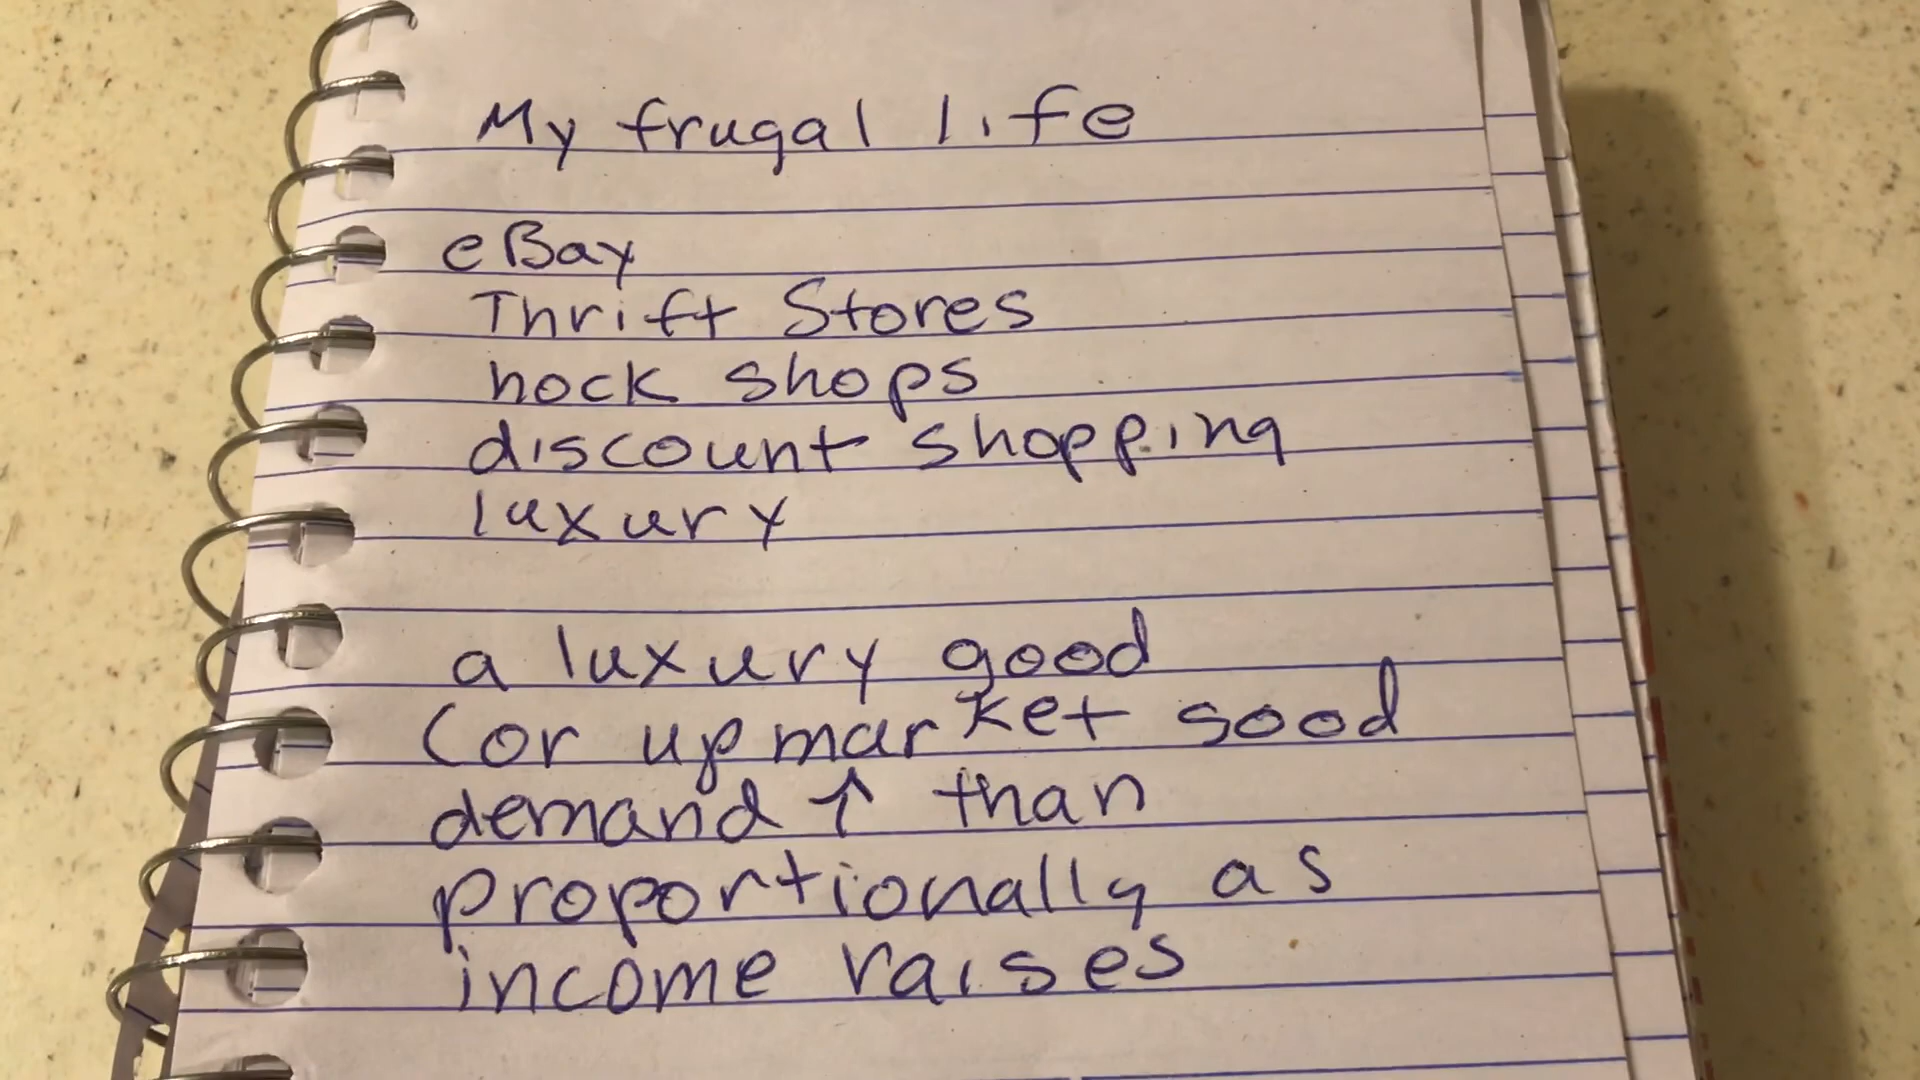 My frugal life
eBay
Thrift Stores
hock shops
discount shopping
luxury
a luxury good
(or upmarket good
demand ↑ than
proportionally as
income raises